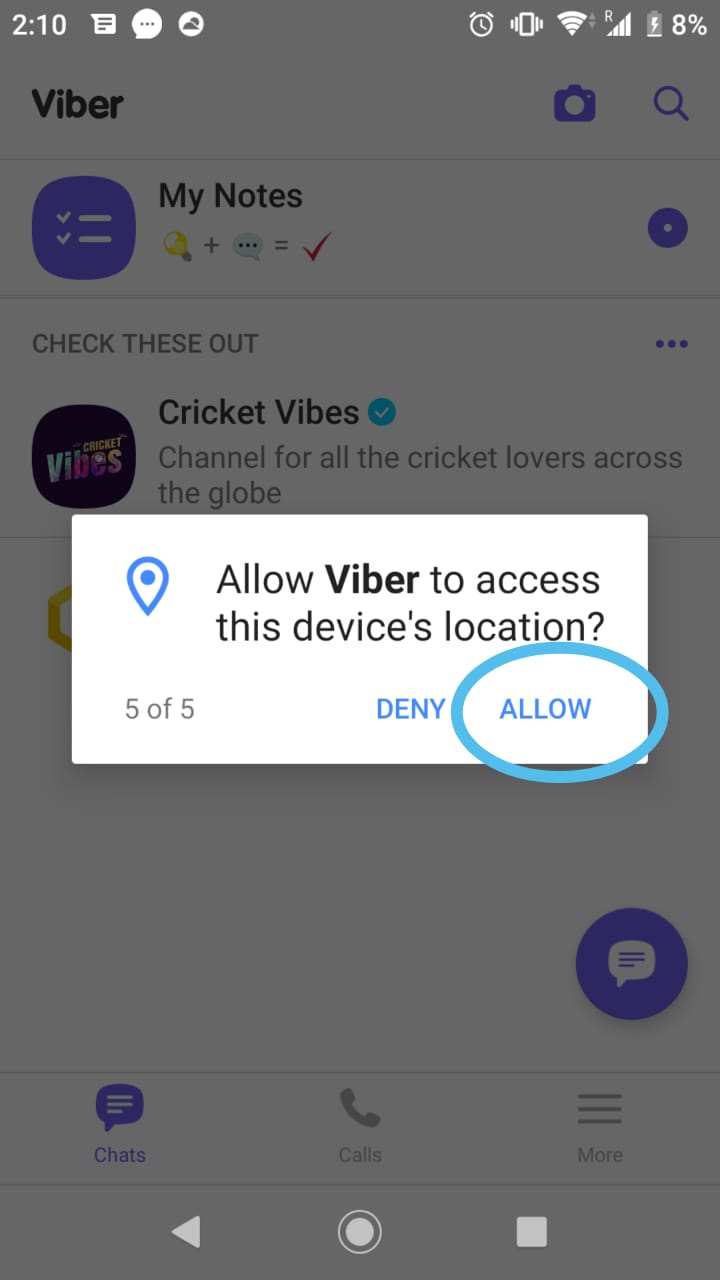 2:10 R 8%
Viber
My Notes
+ = 
CHECK THESE OUT
Cricket Vibes
CRICKET
Vibes
Channel for all the cricket lovers across
the globe
Allow Viber to access
this device's location?
5 of 5 DENY ALLOW
Chats Calls More